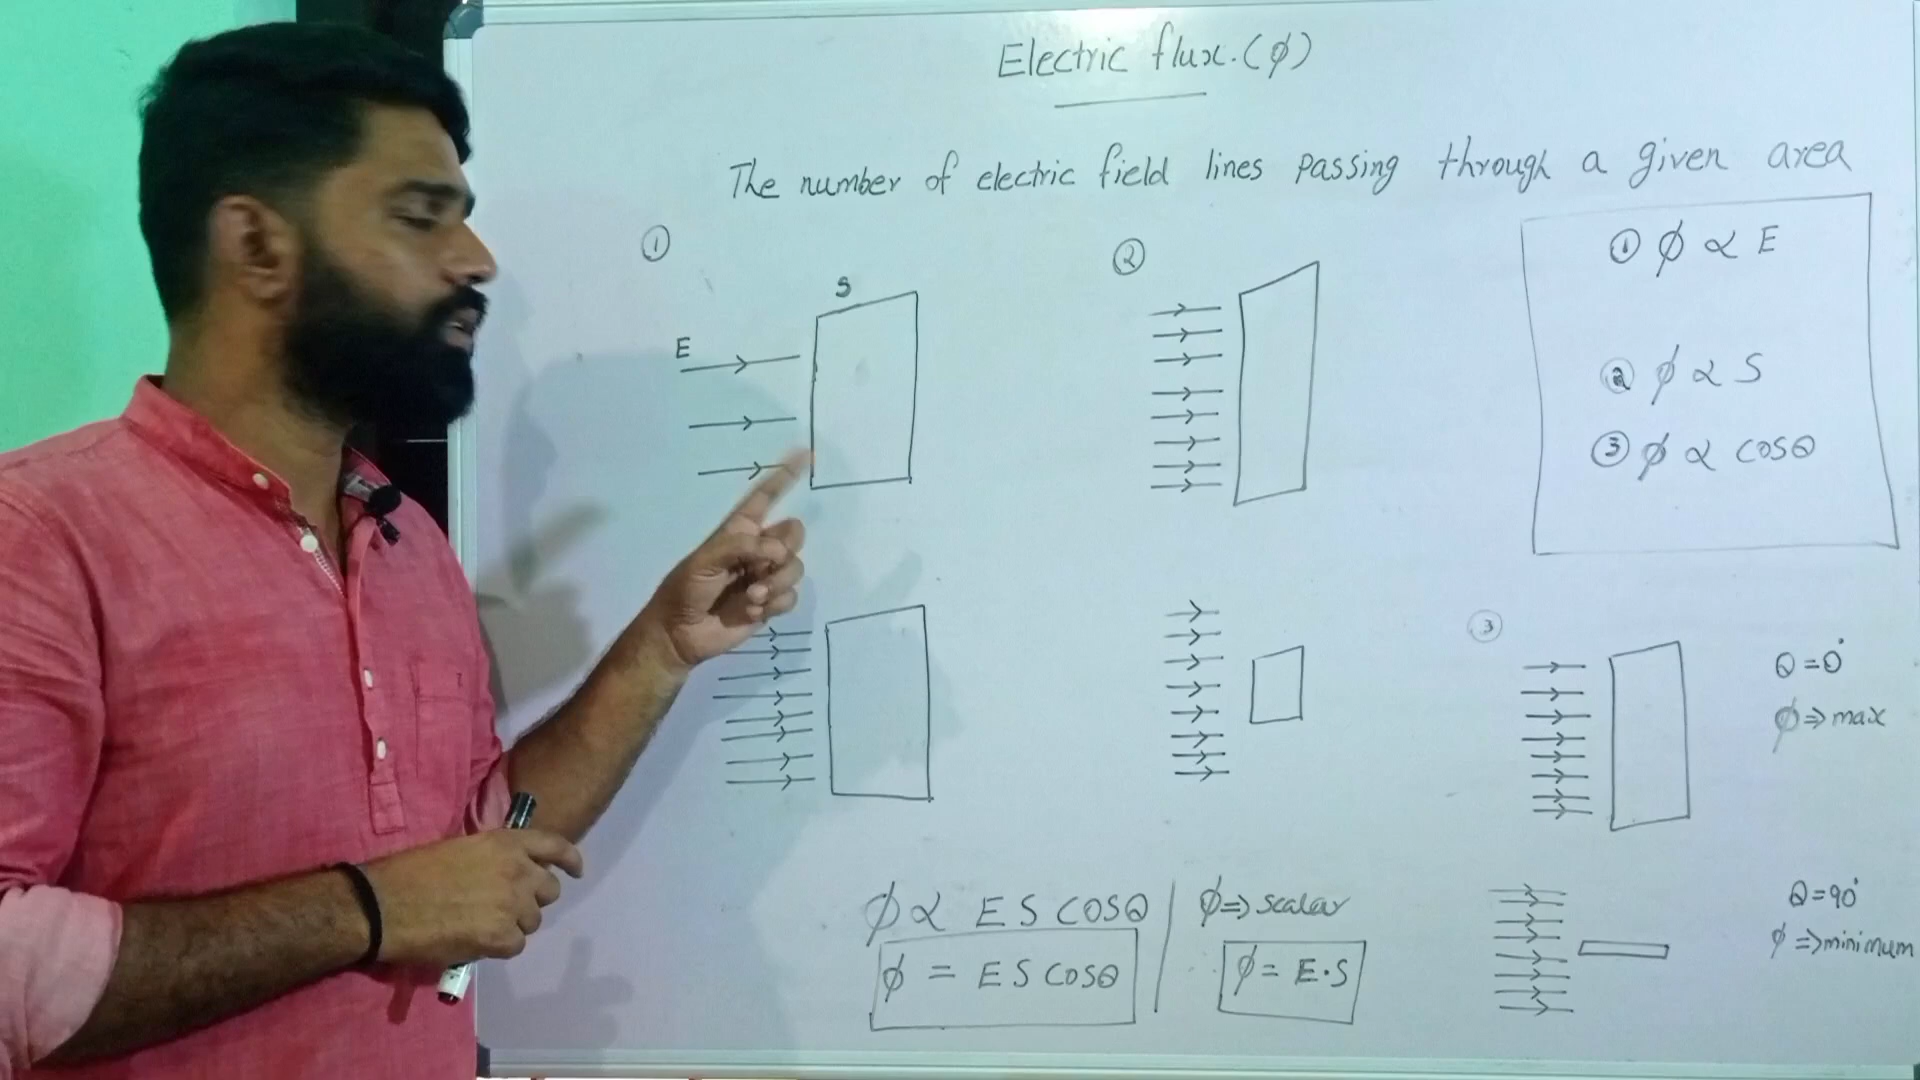 Electric flux.(ϕ)
The number of electric field lines passing through a given area
①
S
E
②
① ϕ ∝ E
② ϕ ∝ S
③ ϕ ∝ cosθ
③
θ=0°
ϕ⇒max
θ=90°
ϕ⇒minimum
ϕ ∝ E S cosθ
ϕ = E S cosθ
ϕ⇒scalar
ϕ = E·S